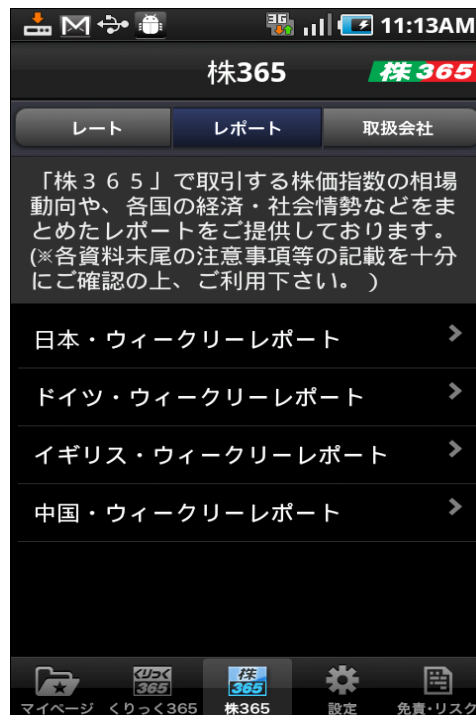 3G 11:13AM
株365 株365
レート レポート 取扱会社
「株３６５」で取引する株価指数の相場
動向や、各国の経済・社会情勢などをま
とめたレポートをご提供しております。
(※各資料末尾の注意事項等の記載を十分
にご確認の上、ご利用下さい。）
日本・ウィークリーレポート
ドイツ・ウィークリーレポート
イギリス・ウィークリーレポート
中国・ウィークリーレポート
くりっく365 株365
マイページ くりっく365 株365 設定 免責・リスク